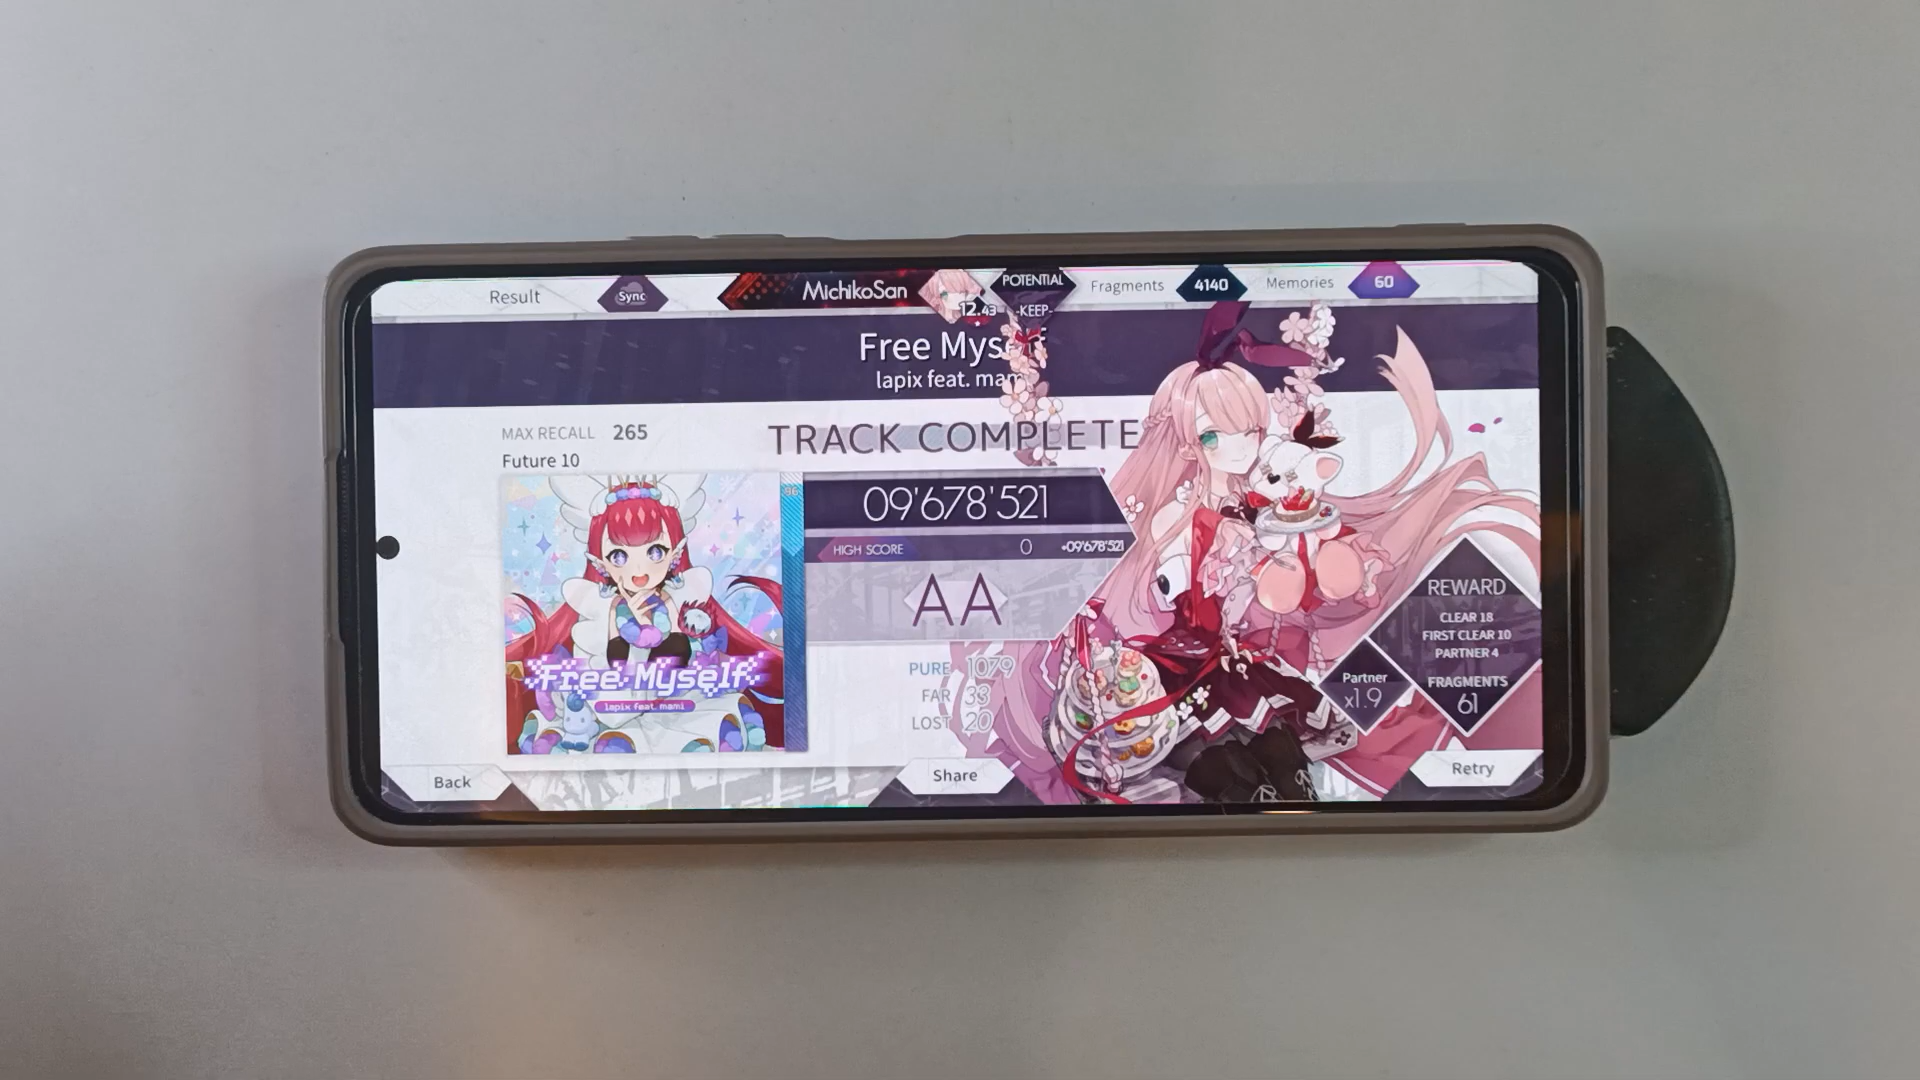 Result
Sync
MichikoSan
12.43
POTENTIAL
-KEEP-
Fragments
4140
Memories
60
Free Myself
lapix feat. mami
MAX RECALL 265
TRACK COMPLETE
Future 10
96
09'678'521
HIGH SCORE 0 +09'678'521
AA
Free Myself
lapix feat. mami
PURE 1079
FAR 33
LOST 20
REWARD
CLEAR 18
FIRST CLEAR 10
PARTNER 4
FRAGMENTS
61
Partner
x1.9
Back
Share
Retry